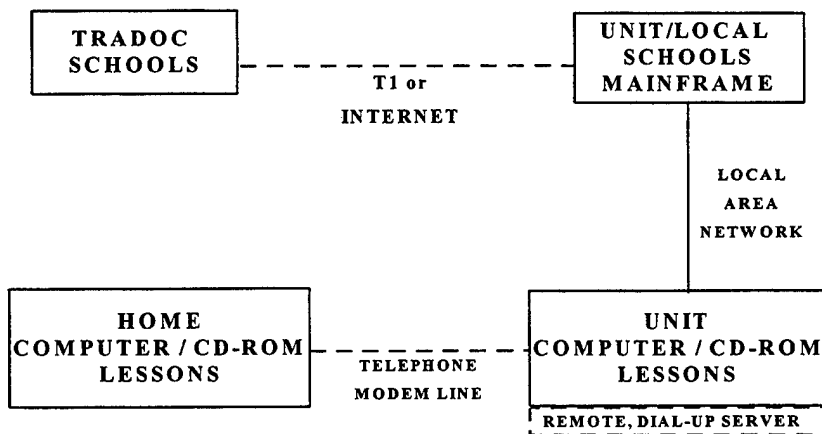 TRADOC
SCHOOLS
UNIT/LOCAL
SCHOOLS
MAINFRAME
T1 or
INTERNET
LOCAL
AREA
NETWORK
HOME
COMPUTER / CD-ROM
LESSONS
TELEPHONE
MODEM LINE
UNIT
COMPUTER / CD-ROM
LESSONS
REMOTE, DIAL-UP SERVER